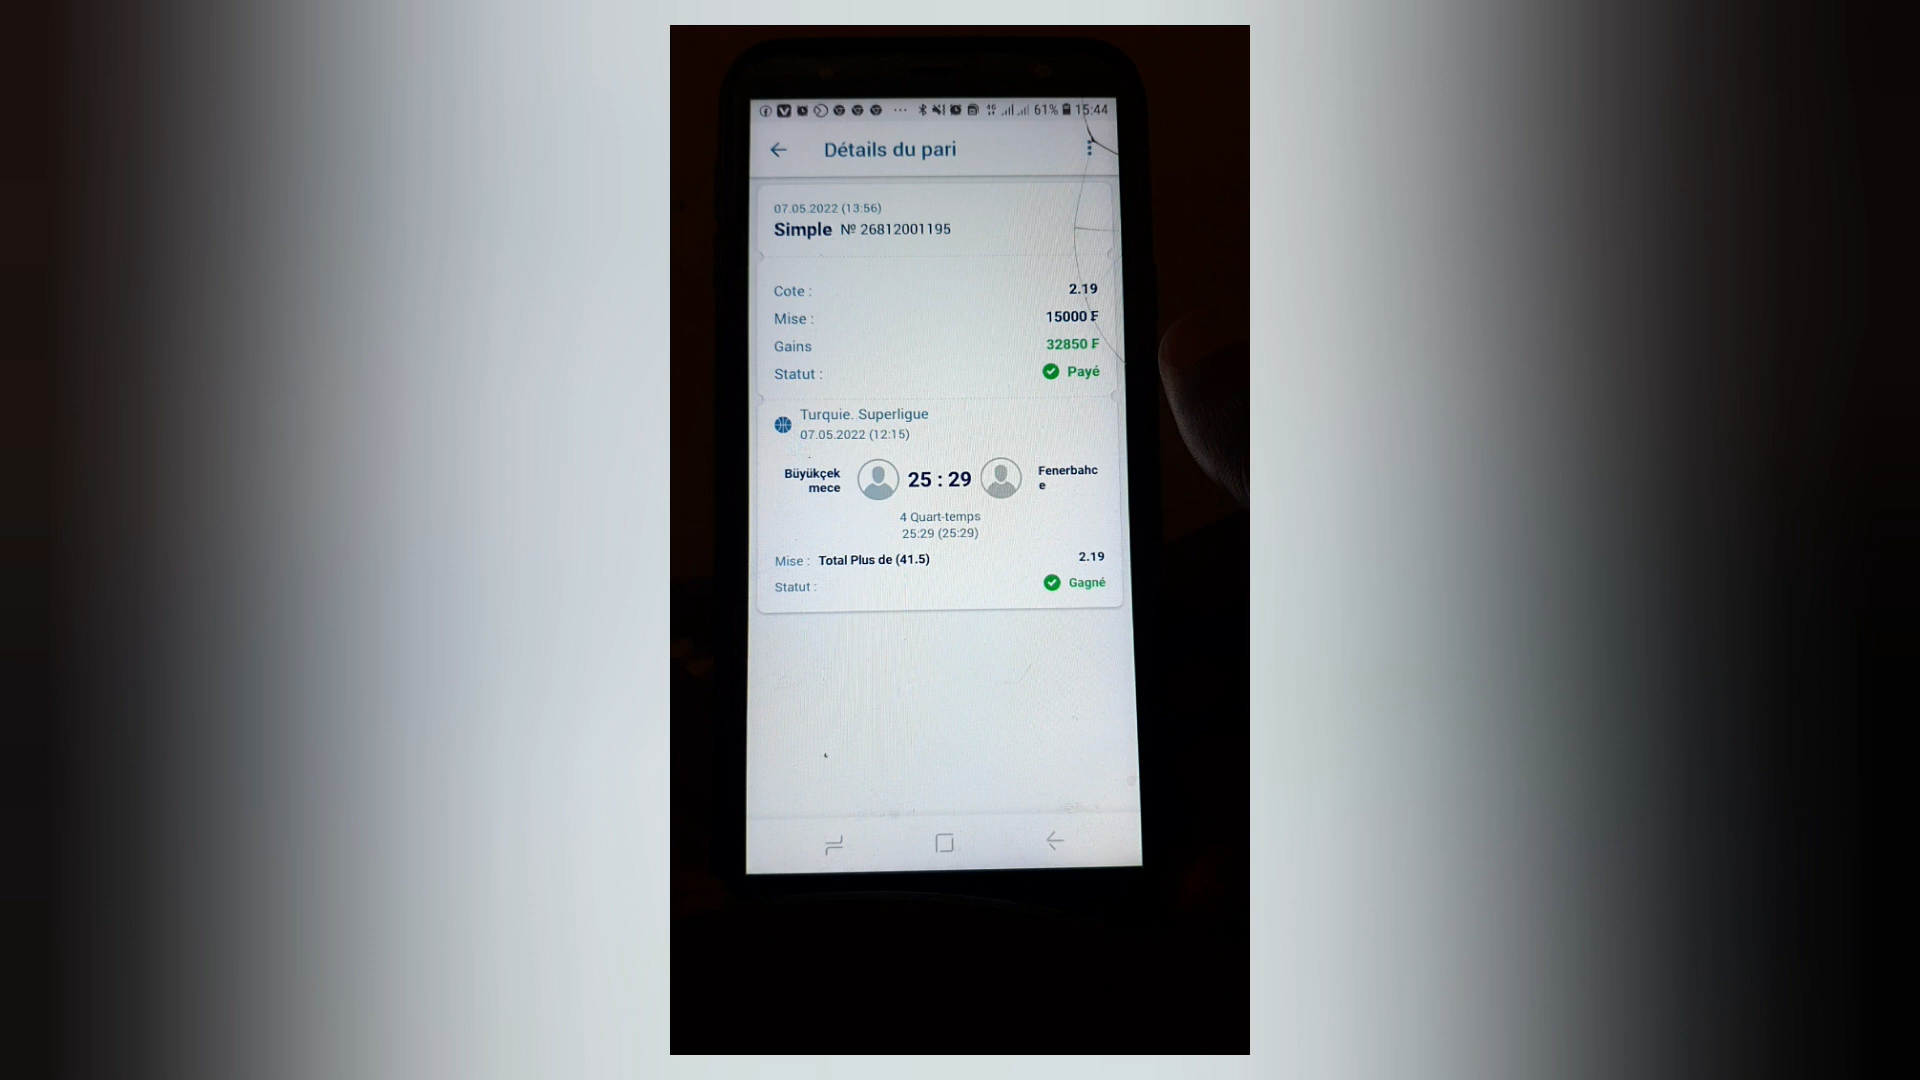 61% 15:44
Détails du pari
07.05.2022 (13:56)
Simple № 26812001195
Cote : 2.19
Mise : 15000 F
Gains 32850 F
Statut : Payé
Turquie. Superligue
07.05.2022 (12:15)
Büyükçek
mece
25 : 29
Fenerbahc
e
4 Quart-temps
25:29 (25:29)
Mise : Total Plus de (41.5) 2.19
Statut : Gagné